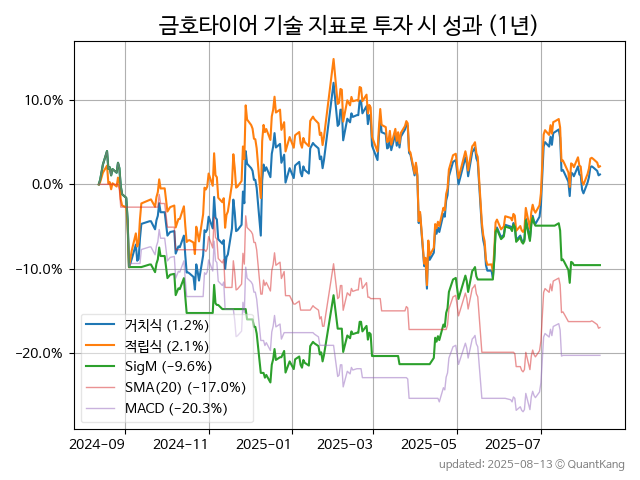 금호타이어 기술 지표로 투자 시 성과 (1년)
10.0%
0.0%
−10.0%
−20.0%
거치식 (1.2%)
적립식 (2.1%)
SigM (−9.6%)
SMA(20) (−17.0%)
MACD (−20.3%)
2024-09 2024-11 2025-01 2025-03 2025-05 2025-07
updated: 2025-08-13 ⓒ QuantKang